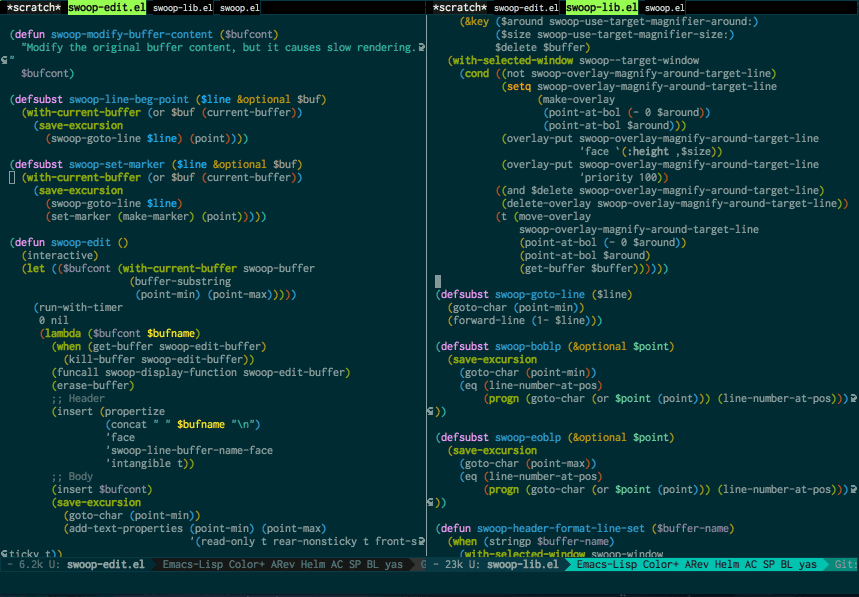 *scratch* swoop-edit.el swoop-lib.el swoop.el
(defun swoop-modify-buffer-content ($bufcont)
"Modify the original buffer content, but it causes slow rendering.
"
$bufcont)
(defsubst swoop-line-beg-point ($line &optional $buf)
(with-current-buffer (or $buf (current-buffer))
(save-excursion
(swoop-goto-line $line) (point))))
(defsubst swoop-set-marker ($line &optional $buf)
(with-current-buffer (or $buf (current-buffer))
(save-excursion
(swoop-goto-line $line)
(set-marker (make-marker) (point)))))
(defun swoop-edit ()
(interactive)
(let (($bufcont (with-current-buffer swoop-buffer
(buffer-substring
(point-min) (point-max)))))
(run-with-timer
0 nil
(lambda ($bufcont $bufname)
(when (get-buffer swoop-edit-buffer)
(kill-buffer swoop-edit-buffer))
(funcall swoop-display-function swoop-edit-buffer)
(erase-buffer)
;; Header
(insert (propertize
(concat " " $bufname "\n")
'face
'swoop-line-buffer-name-face
'intangible t))
;; Body
(insert $bufcont)
(save-excursion
(goto-char (point-min))
(add-text-properties (point-min) (point-max)
'(read-only t rear-nonsticky t front-s
ticky t))
- 6.2k U: swoop-edit.el Emacs-Lisp Color+ ARev Helm AC SP BL yas G
*scratch* swoop-edit.el swoop-lib.el swoop.el
(&key ($around swoop-use-target-magnifier-around:)
($size swoop-use-target-magnifier-size:)
$delete $buffer)
(with-selected-window swoop--target-window
(cond ((not swoop-overlay-magnify-around-target-line)
(setq swoop-overlay-magnify-around-target-line
(make-overlay
(point-at-bol (- 0 $around))
(point-at-bol $around)))
(overlay-put swoop-overlay-magnify-around-target-line
'face `(:height ,$size))
(overlay-put swoop-overlay-magnify-around-target-line
'priority 100))
((and $delete swoop-overlay-magnify-around-target-line)
(delete-overlay swoop-overlay-magnify-around-target-line))
(t (move-overlay
swoop-overlay-magnify-around-target-line
(point-at-bol (- 0 $around))
(point-at-bol $around)
(get-buffer $buffer))))))
(defsubst swoop-goto-line ($line)
(goto-char (point-min))
(forward-line (1- $line)))
(defsubst swoop-boblp (&optional $point)
(save-excursion
(goto-char (point-min))
(eq (line-number-at-pos)
(progn (goto-char (or $point (point))) (line-number-at-pos)))
))
(defsubst swoop-eoblp (&optional $point)
(save-excursion
(goto-char (point-max))
(eq (line-number-at-pos)
(progn (goto-char (or $point (point))) (line-number-at-pos)))
))
(defun swoop-header-format-line-set ($buffer-name)
(when (stringp $buffer-name)
(with-selected-window swoop-window
- 23k U: swoop-lib.el Emacs-Lisp Color+ ARev Helm AC SP BL yas Git: